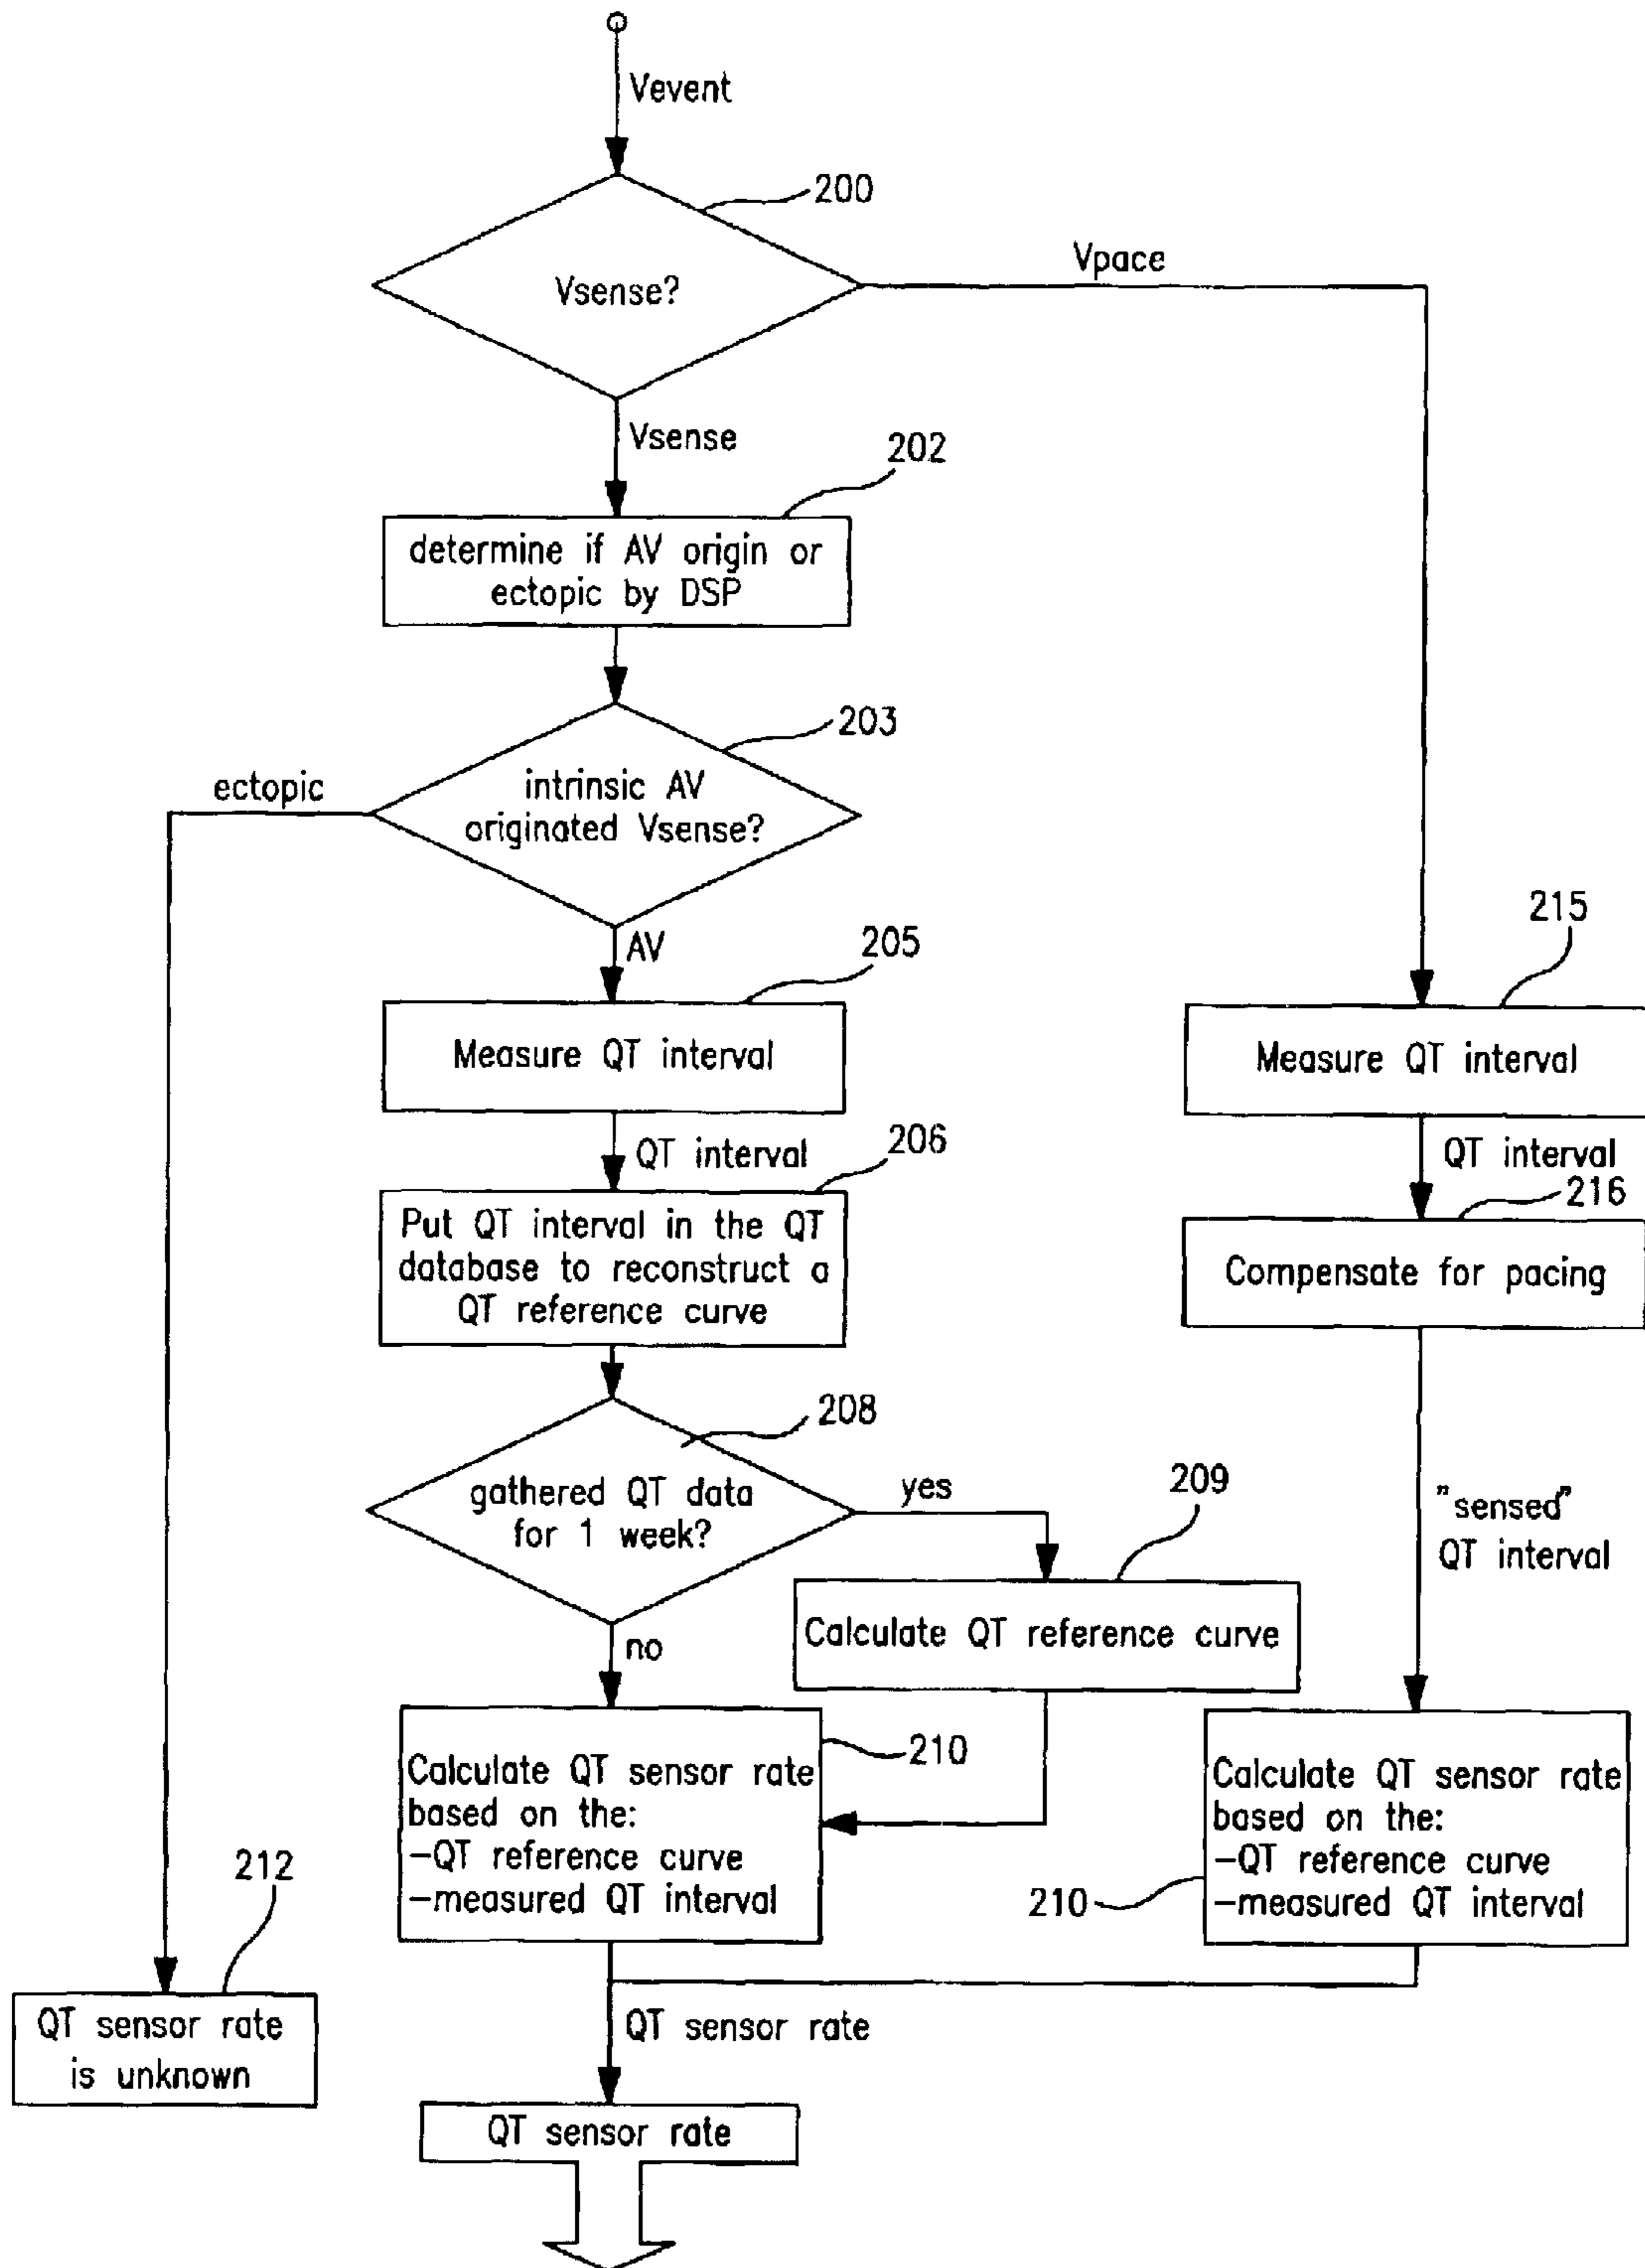 Vevent
200
Vsense?
Vpace
Vsense
202
determine if AV origin or
ectopic by DSP
203
ectopic
intrinsic AV
originated Vsense?
AV
205
215
Measure QT interval
Measure QT interval
QT interval
206
QT interval
216
Put QT interval in the QT
database to reconstruct a
QT reference curve
Compensate for pacing
208
gathered QT data
for 1 week?
yes
209
"sensed"
QT interval
Calculate QT reference curve
no
210
Calculate QT sensor rate
based on the:
-QT reference curve
-measured QT interval
Calculate QT sensor rate
based on the:
-QT reference curve
-measured QT interval
210
212
QT sensor rate
is unknown
QT sensor rate
QT sensor rate